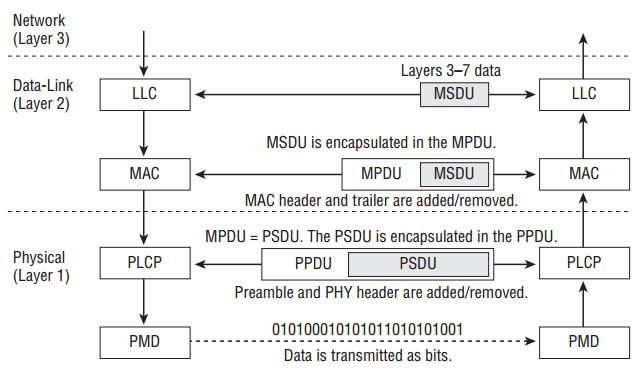 Network
(Layer 3)
Data-Link
(Layer 2)
Layers 3–7 data
LLC
MSDU
LLC
MSDU is encapsulated in the MPDU.
MAC
MPDU
MSDU
MAC
MAC header and trailer are added/removed.
Physical
(Layer 1)
MPDU = PSDU. The PSDU is encapsulated in the PPDU.
PLCP
PPDU
PSDU
PLCP
Preamble and PHY header are added/removed.
PMD
010100010101011010101001
PMD
Data is transmitted as bits.